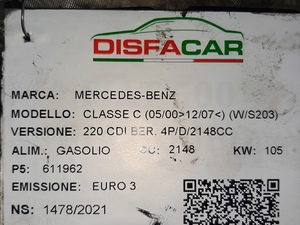 DISFACAR
MARCA: MERCEDES-BENZ
MODELLO: CLASSE C (05/00>12/07<) (W/S203)
VERSIONE: 220 CDI BER. 4P/D/2148CC
ALIM.: GASOLIO CC: 2148 KW: 105
P5: 611962
EMISSIONE: EURO 3
NS: 1478/2021